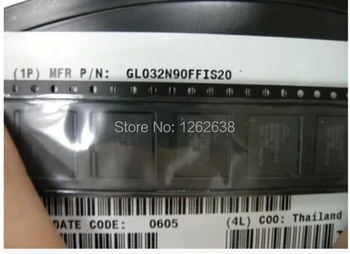 (1P) MFR P/N: GL032N90FFIS20
Store No: 1262638
DATE CODE: 0605 (4L) COO: Thailand